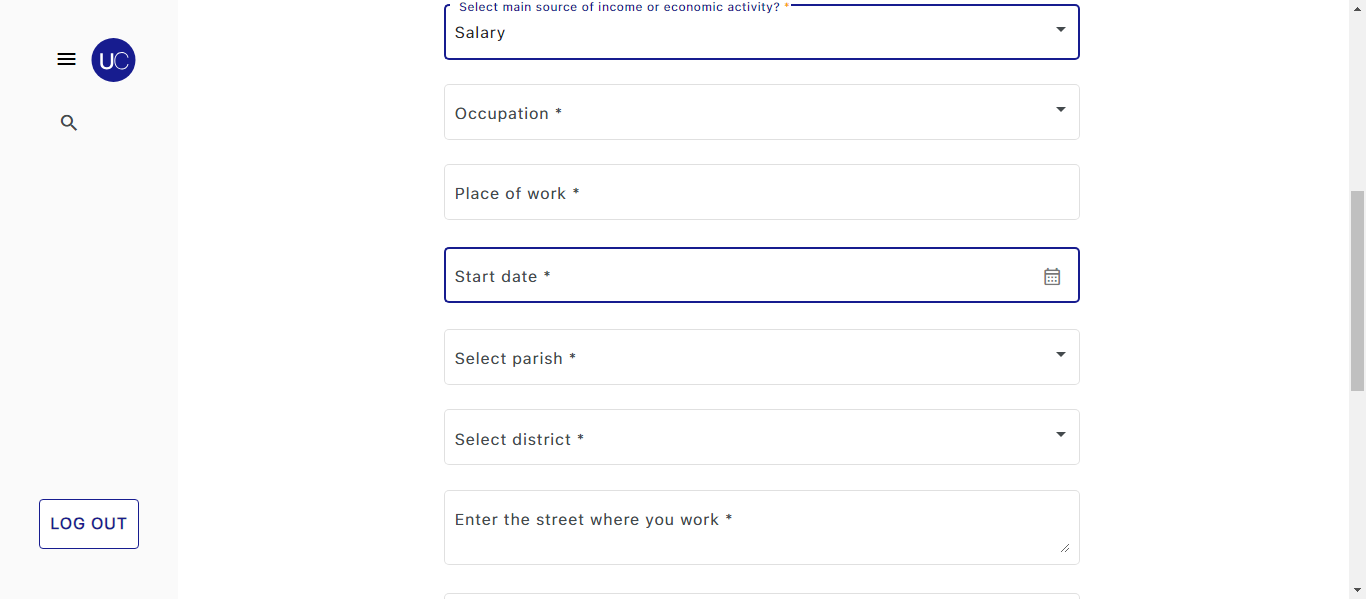 Select main source of income or economic activity? *
Salary
UC
Occupation *
Place of work *
Start date *
Select parish *
Select district *
Enter the street where you work *
LOG OUT